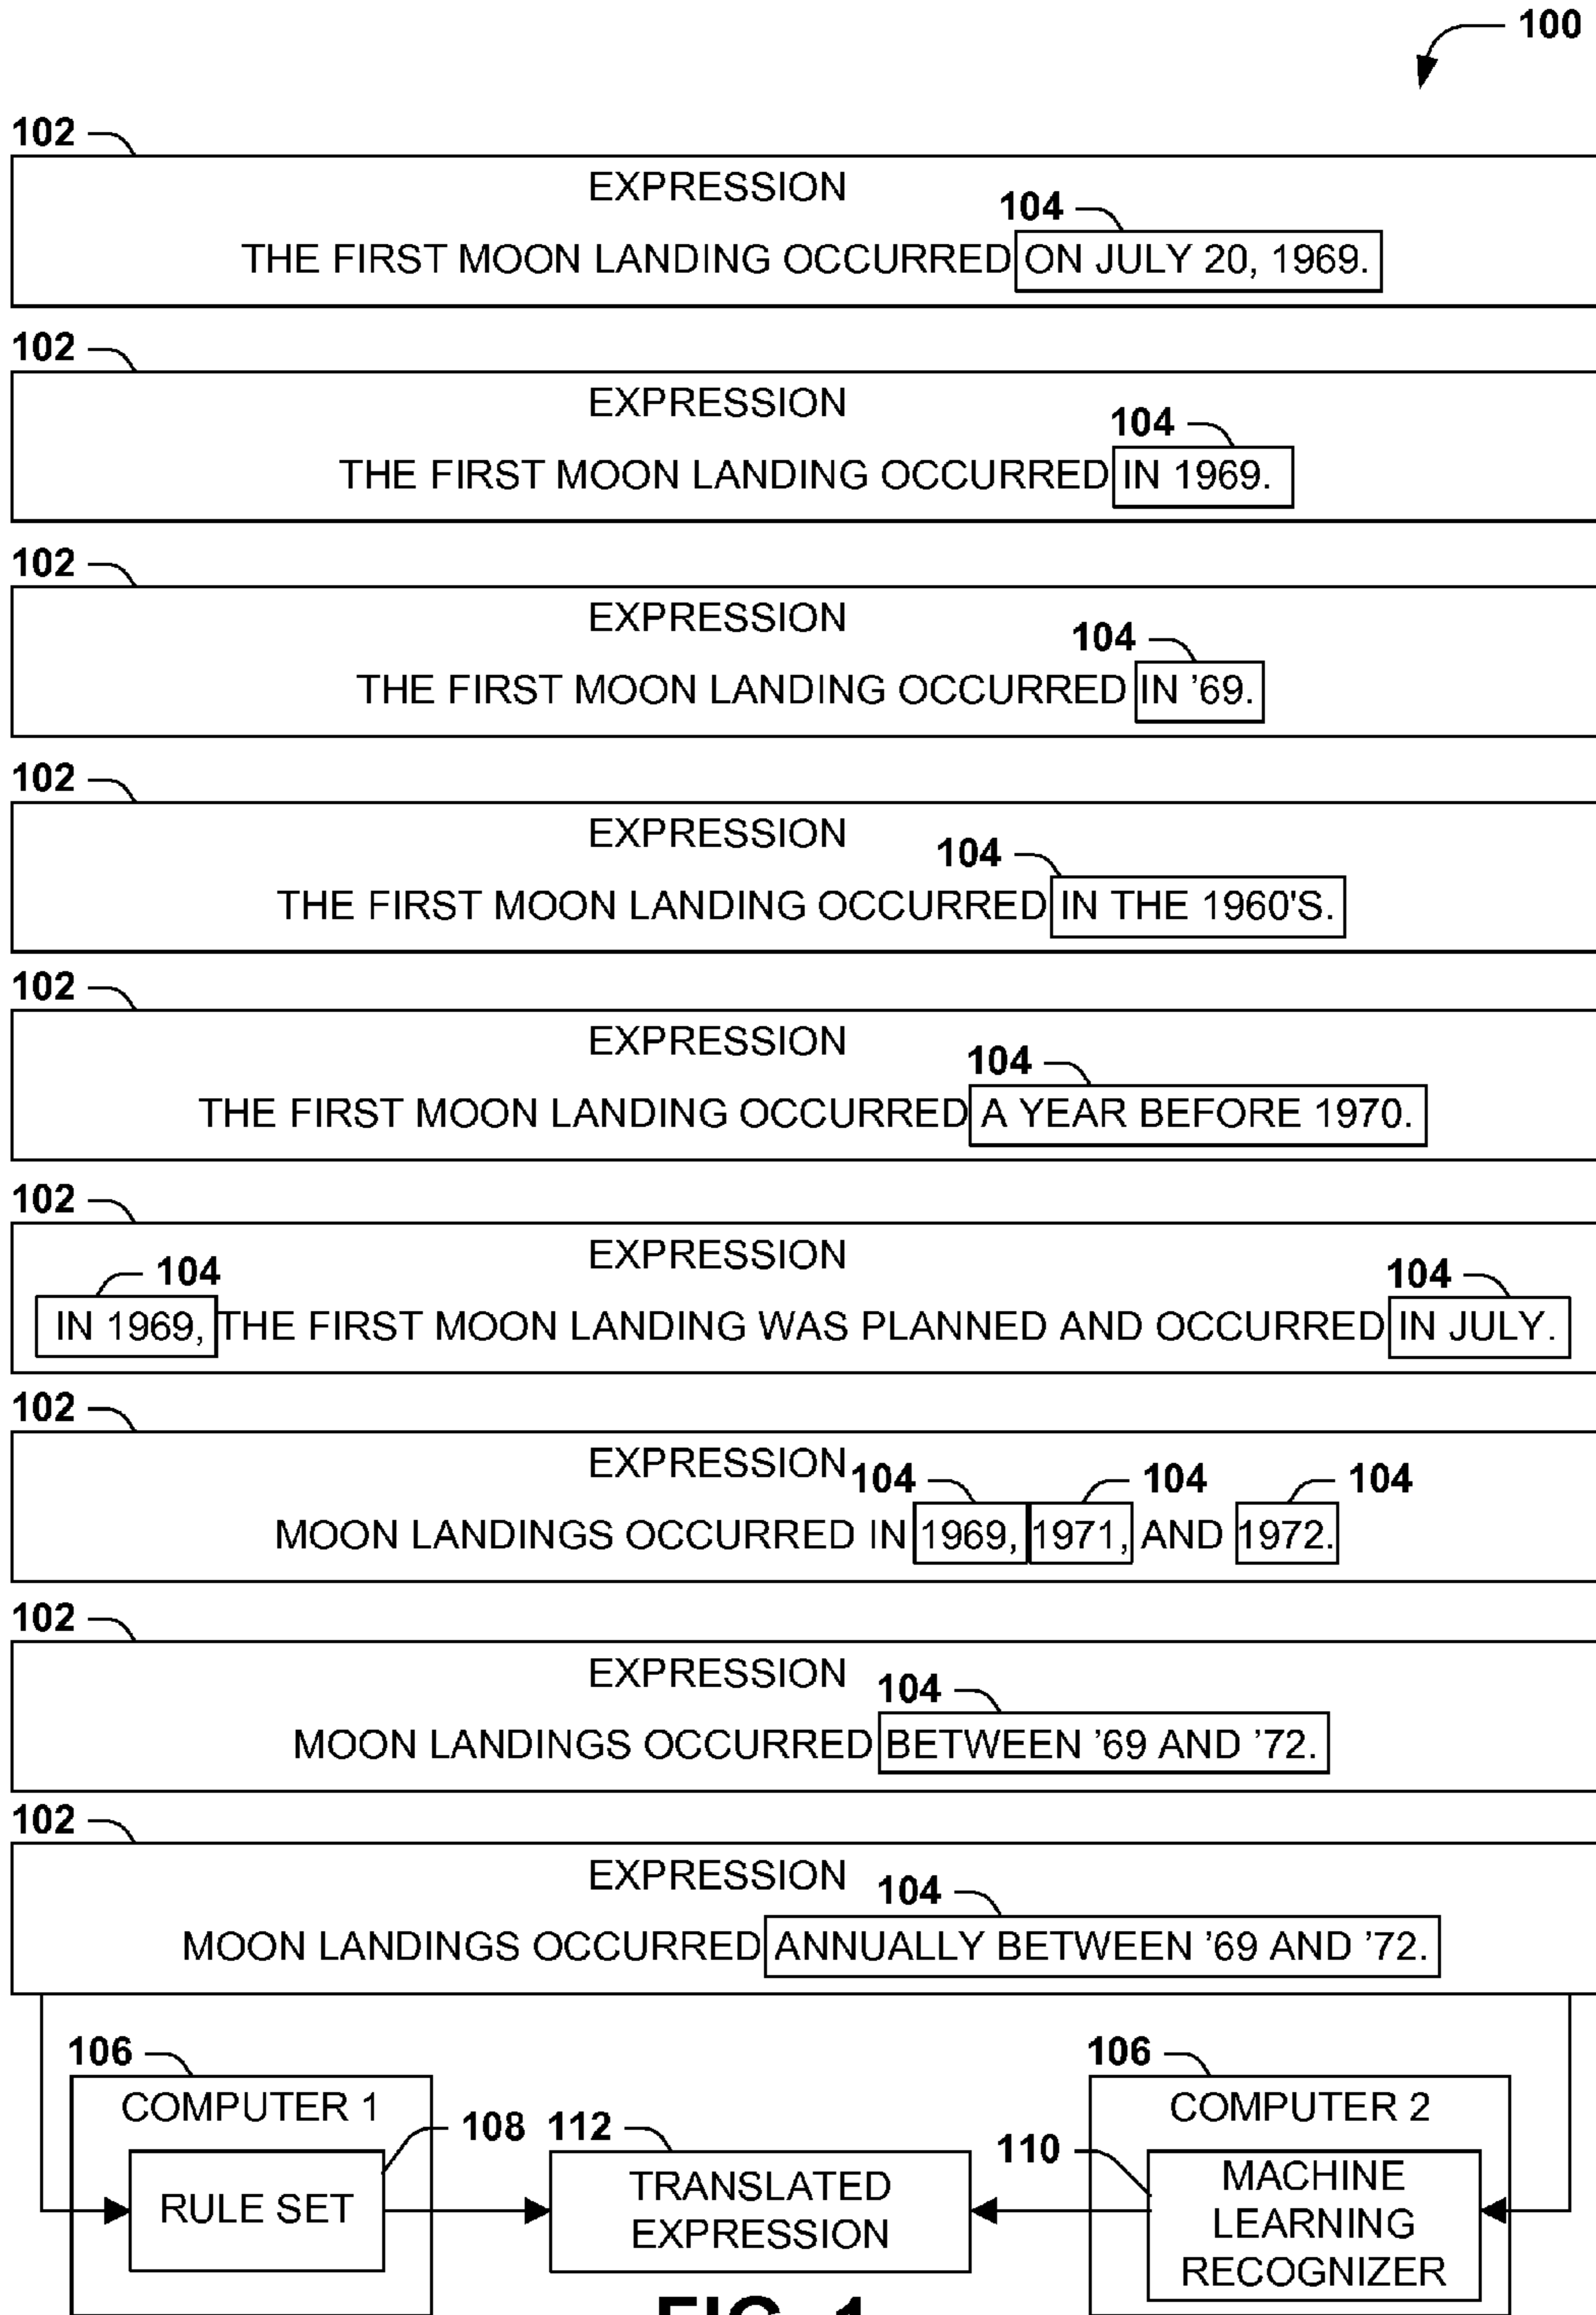 100
102
EXPRESSION
104
THE FIRST MOON LANDING OCCURRED ON JULY 20, 1969.
102
EXPRESSION
104
THE FIRST MOON LANDING OCCURRED IN 1969.
102
EXPRESSION
104
THE FIRST MOON LANDING OCCURRED IN ’69.
102
EXPRESSION
104
THE FIRST MOON LANDING OCCURRED IN THE 1960'S.
102
EXPRESSION
104
THE FIRST MOON LANDING OCCURRED A YEAR BEFORE 1970.
102
EXPRESSION
104 104
IN 1969, THE FIRST MOON LANDING WAS PLANNED AND OCCURRED IN JULY.
102
EXPRESSION
104 104 104
MOON LANDINGS OCCURRED IN 1969, 1971, AND 1972.
102
EXPRESSION
104
MOON LANDINGS OCCURRED BETWEEN ’69 AND ’72.
102
EXPRESSION
104
MOON LANDINGS OCCURRED ANNUALLY BETWEEN ’69 AND ’72.
106
COMPUTER 1
108
RULE SET
112
TRANSLATED
EXPRESSION
106
COMPUTER 2
110
MACHINE
LEARNING
RECOGNIZER
FIG. 1